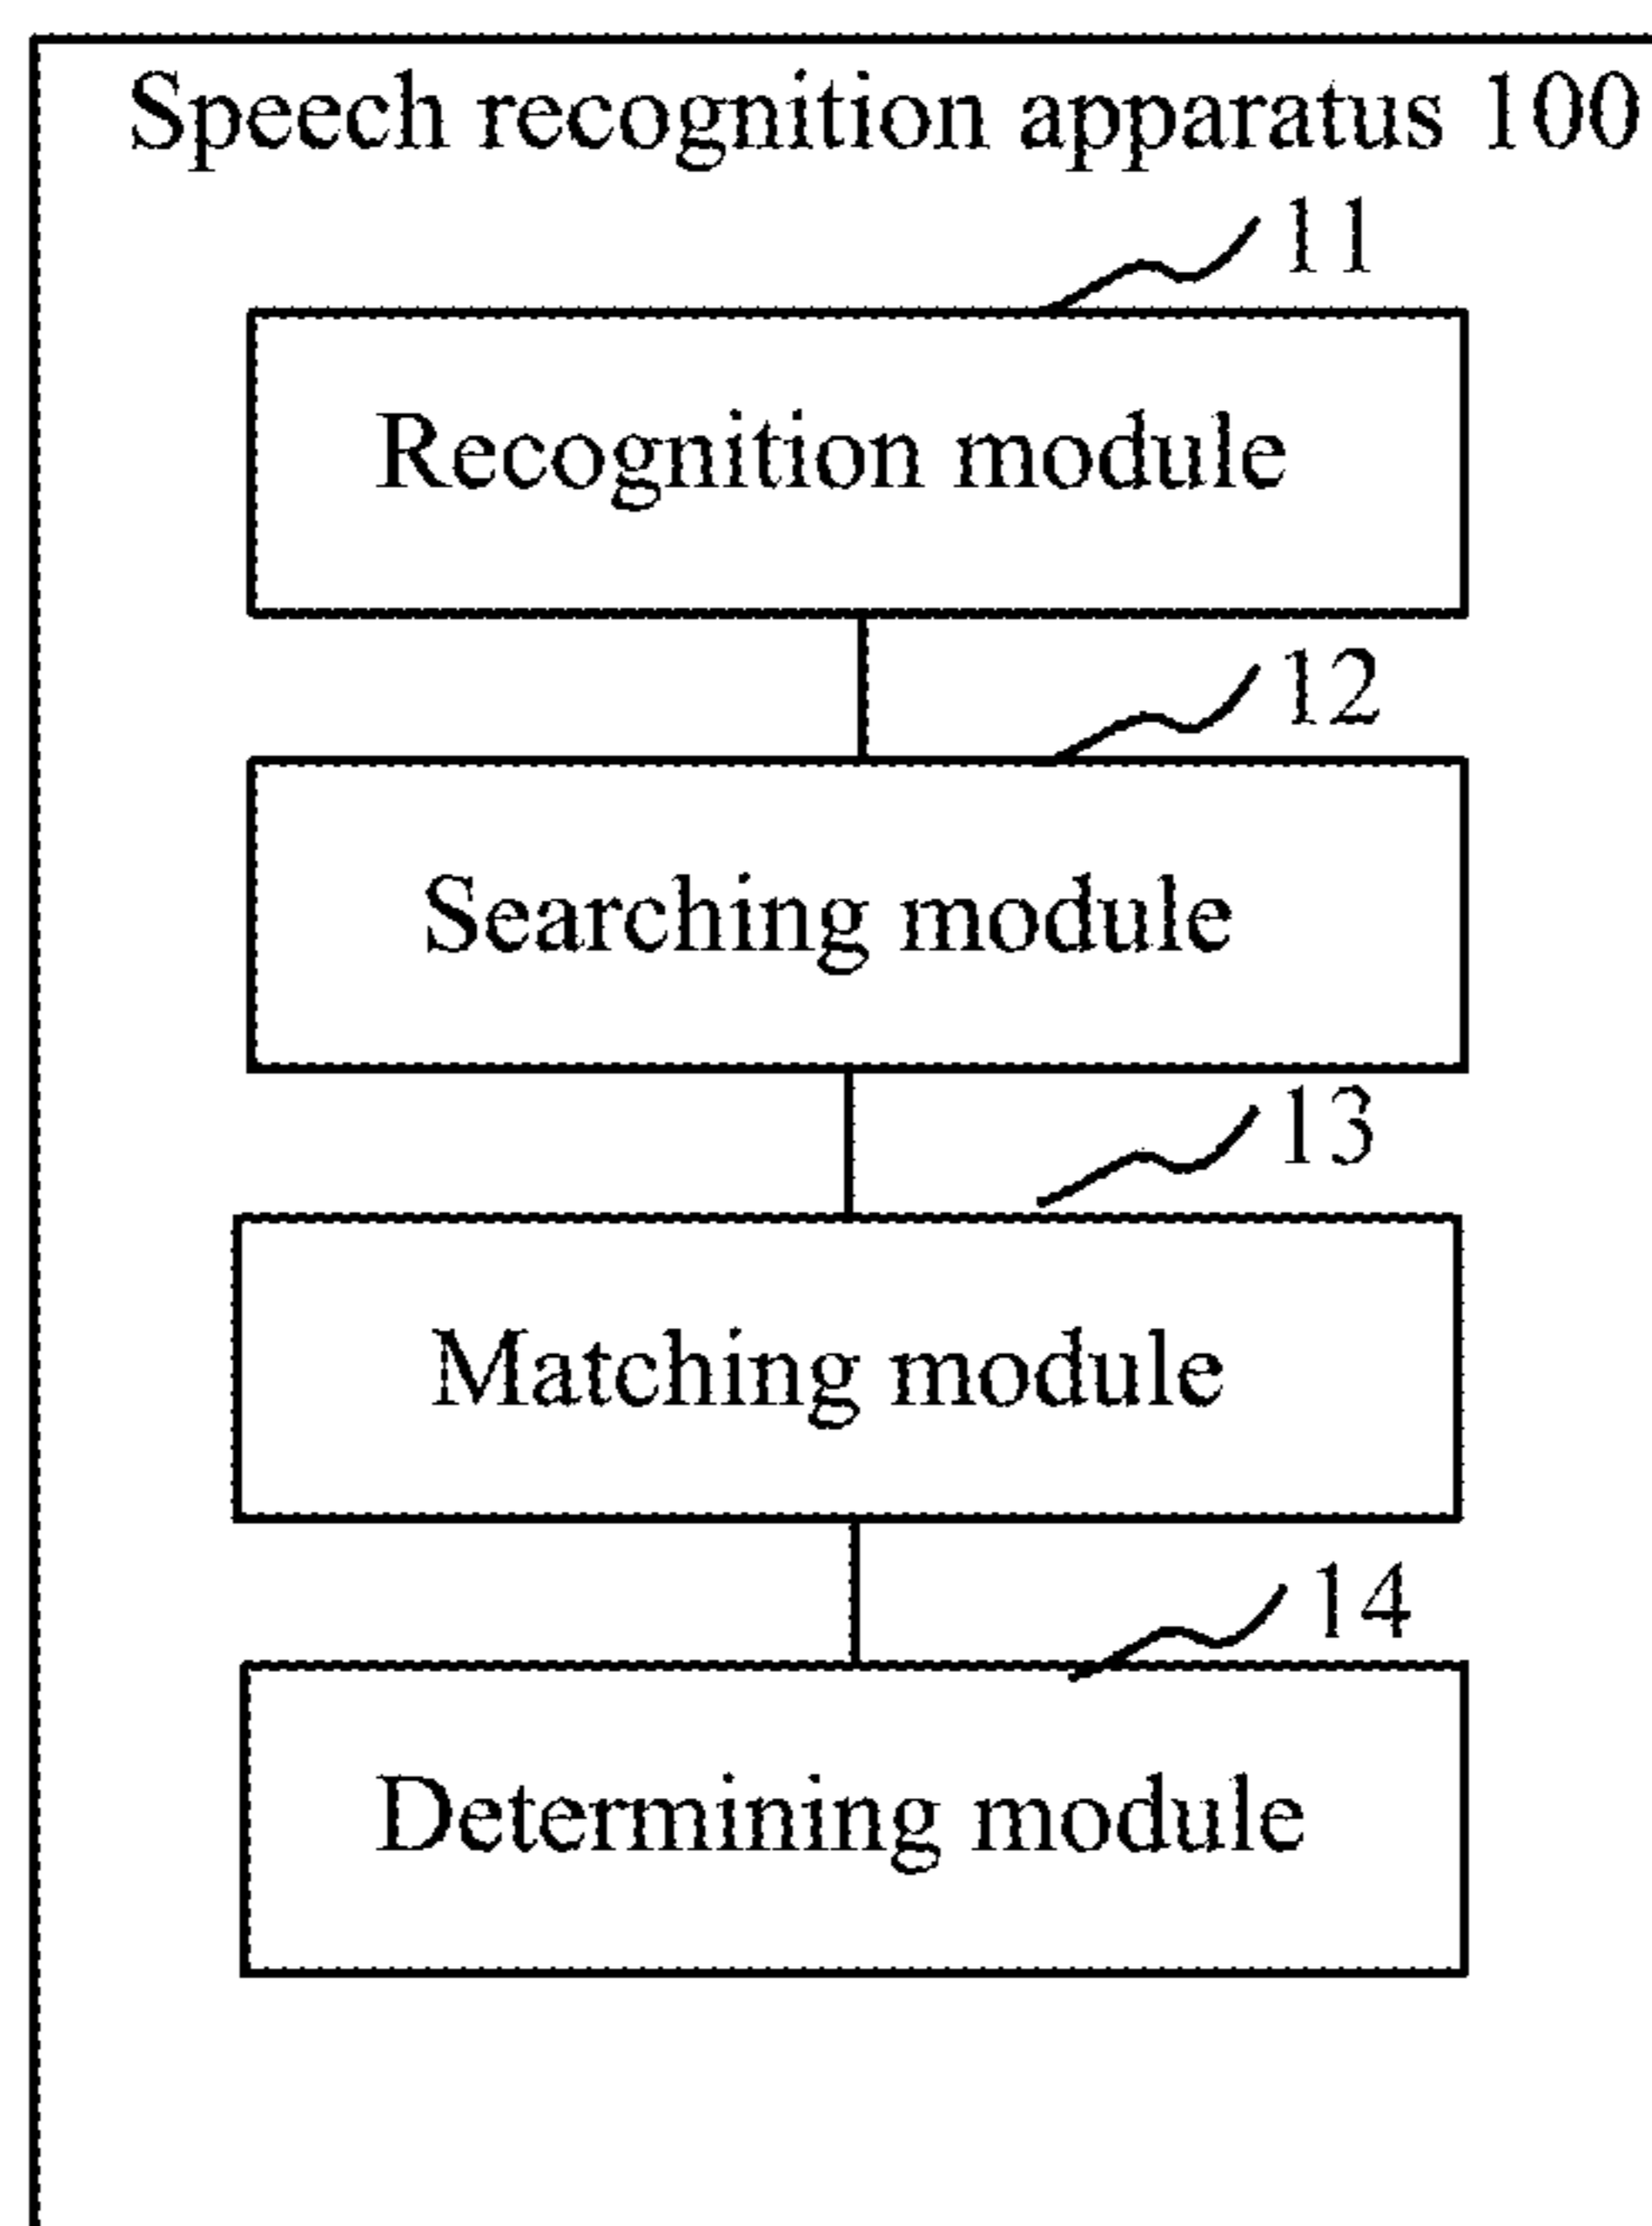 Speech recognition apparatus 100
11
Recognition module
12
Searching module
13
Matching module
14
Determining module